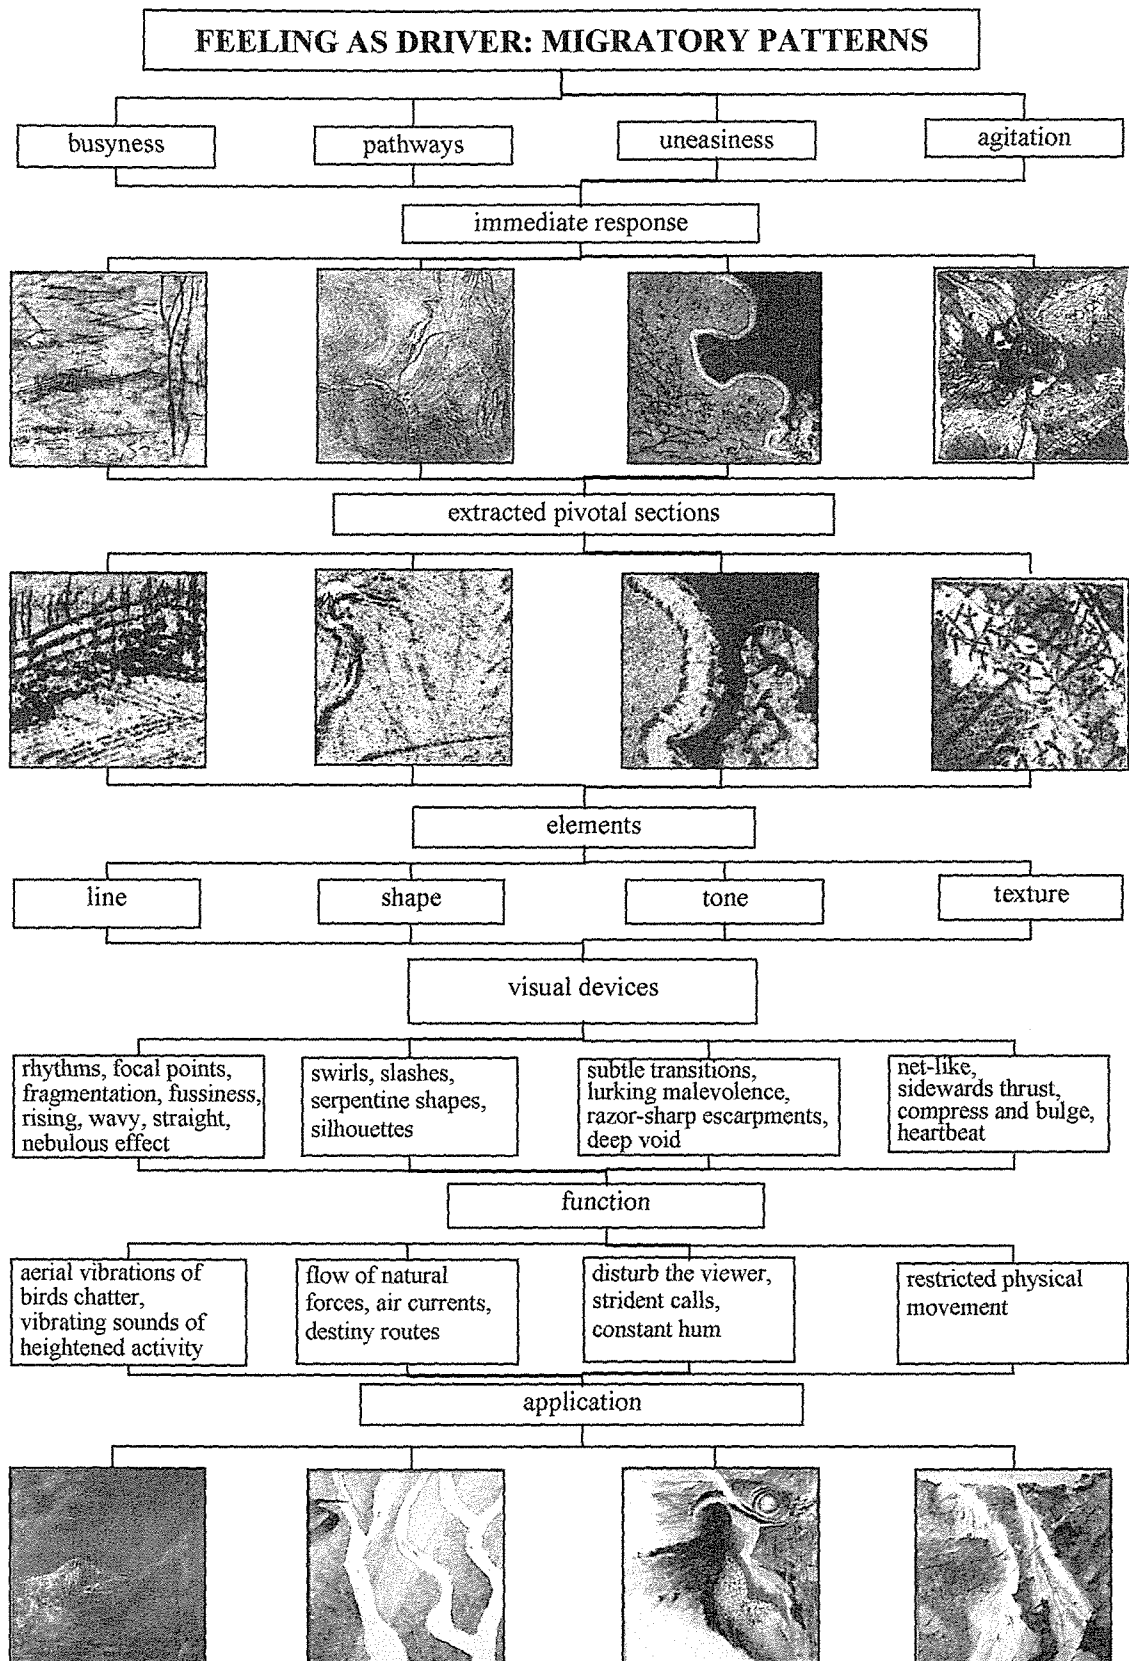 FEELING AS DRIVER: MIGRATORY PATTERNS
busyness
pathways
uneasiness
agitation
immediate response
extracted pivotal sections
elements
line
shape
tone
texture
visual devices
rhythms, focal points,
fragmentation, fussiness,
rising, wavy, straight,
nebulous effect
swirls, slashes,
serpentine shapes,
silhouettes
subtle transitions,
lurking malevolence,
razor-sharp escarpments,
deep void
net-like,
sidewards thrust,
compress and bulge,
heartbeat
function
aerial vibrations of
birds chatter,
vibrating sounds of
heightened activity
flow of natural
forces, air currents,
destiny routes
disturb the viewer,
strident calls,
constant hum
restricted physical
movement
application